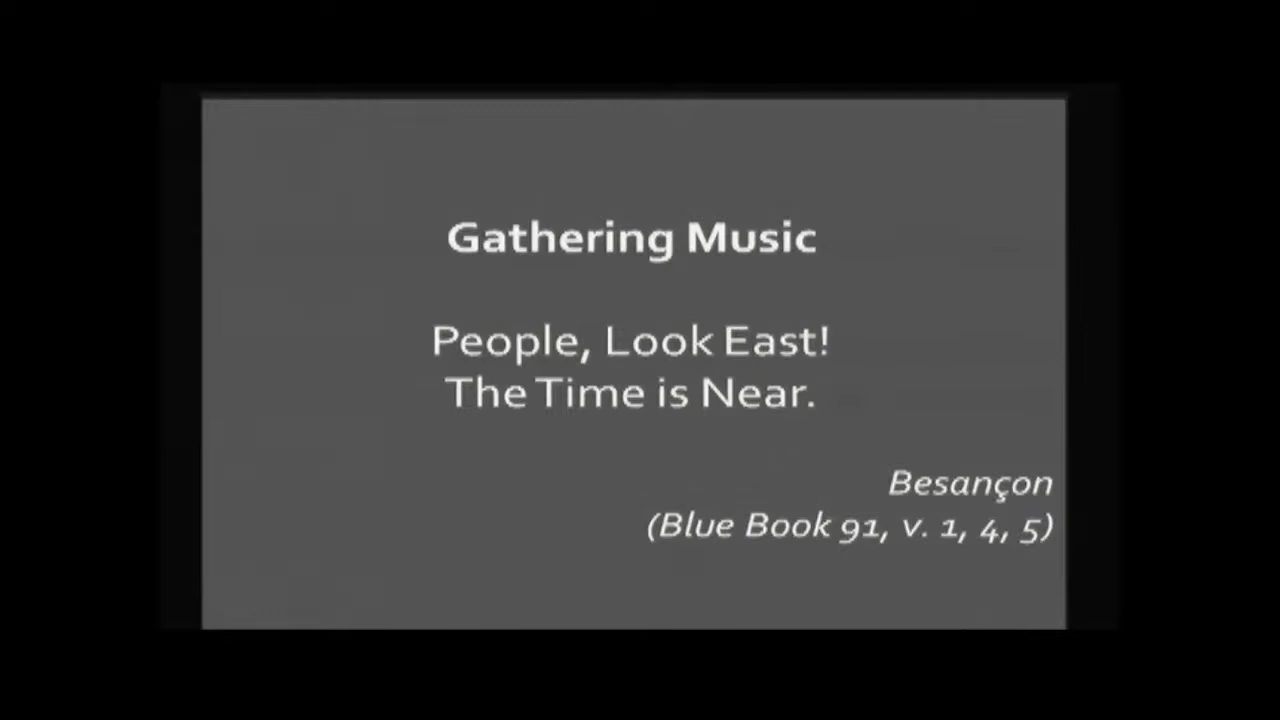 Gathering Music
People, Look East!
The Time is Near.
Besançon
(Blue Book 91, v. 1, 4, 5)